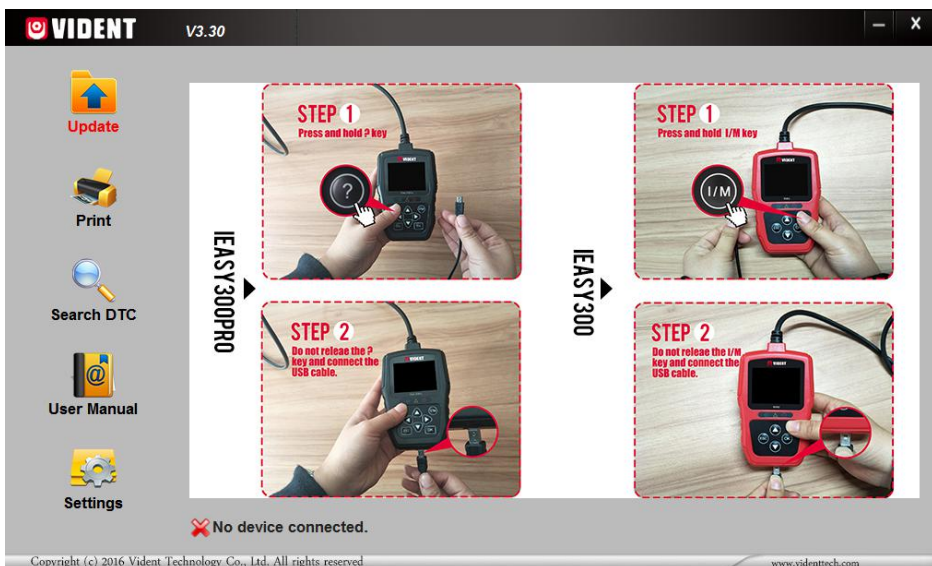 VIDENT V3.30
Update
Print
Search DTC
User Manual
Settings
IEASY300PRO
STEP 1
Press and hold ? key
?
STEP 2
Do not releae the ?
key and connect the
USB cable.
IEASY300
STEP 1
Press and hold I/M key
I/M
STEP 2
Do not releae the I/M
key and connect the
USB cable.
No device connected.
Copyright (c) 2016 Vident Technology Co., Ltd. All rights reserved
www.videnttech.com